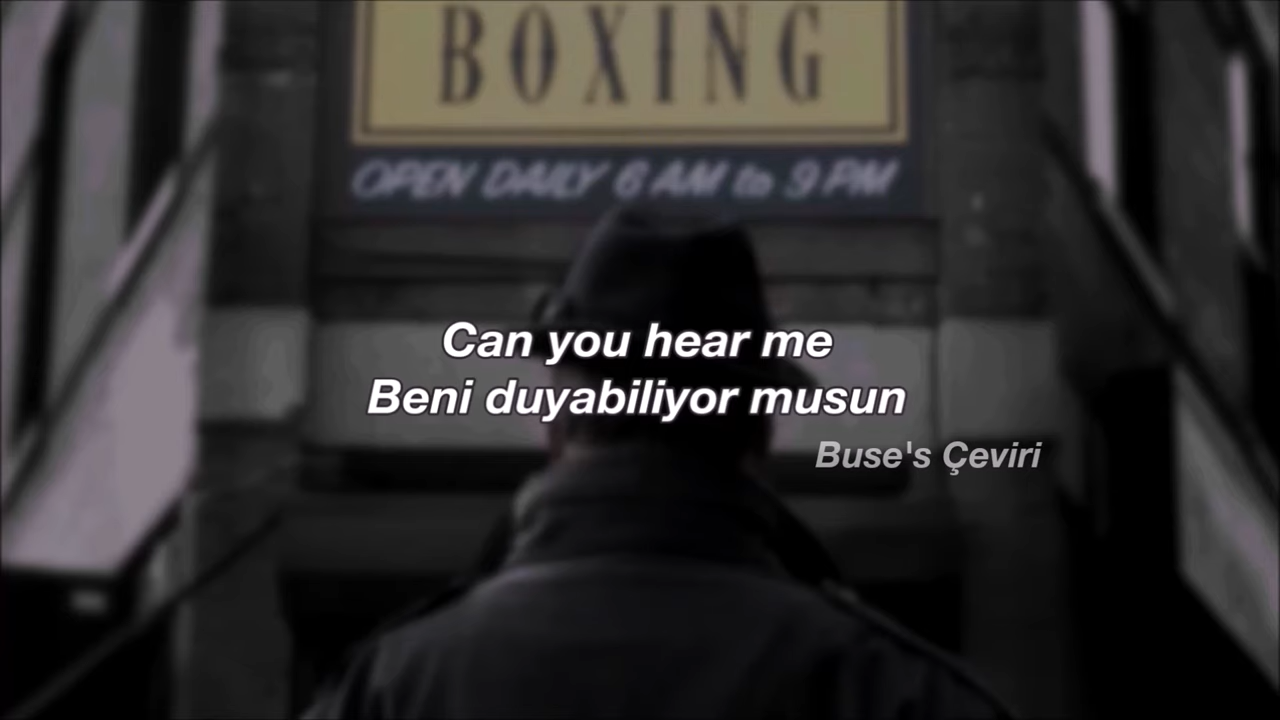 BOXING
OPEN DAILY 6 AM to 9 PM
Can you hear me
Beni duyabiliyor musun
Buse's Çeviri